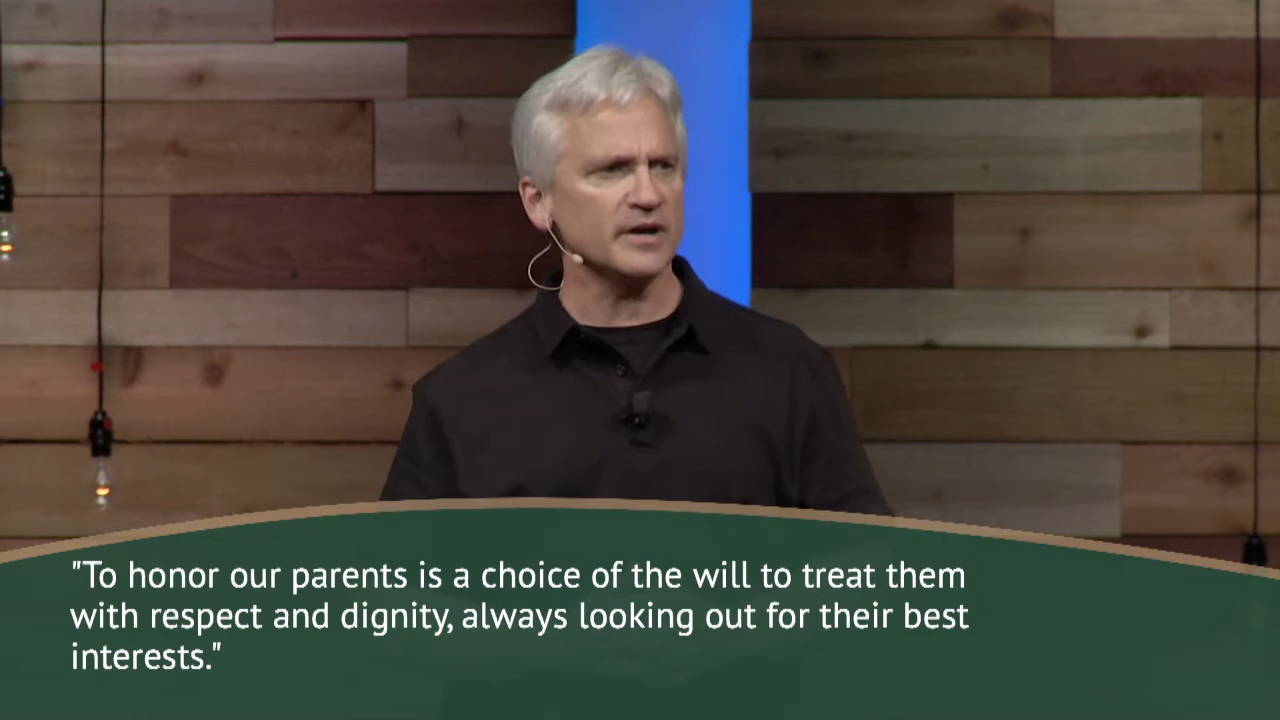 "To honor our parents is a choice of the will to treat them
with respect and dignity, always looking out for their best
interests."